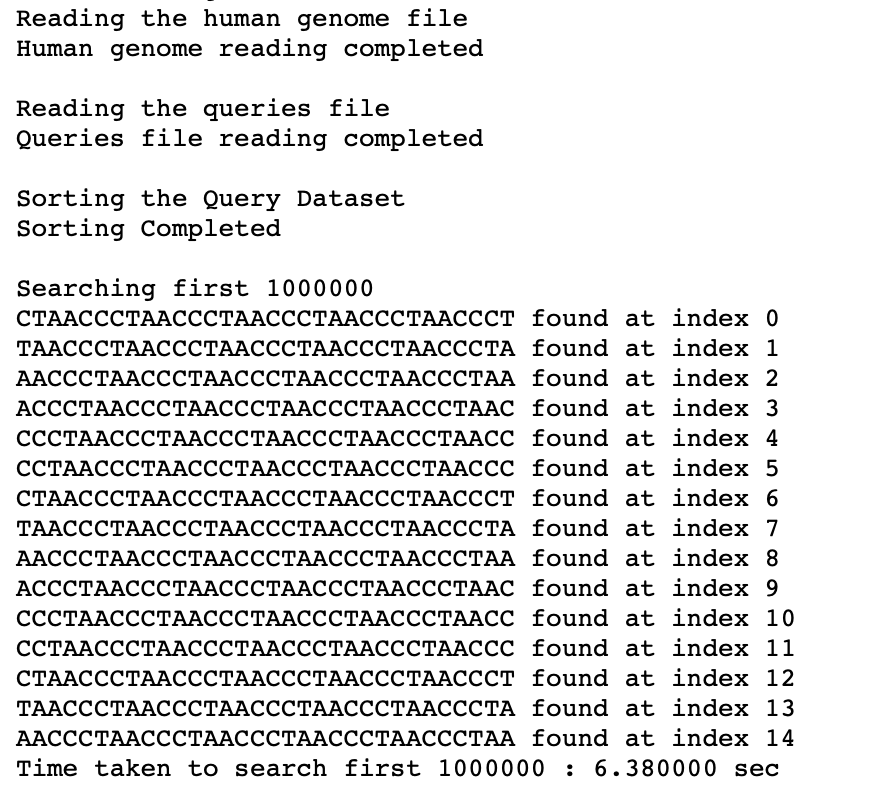 Reading the human genome file
Human genome reading completed
Reading the queries file
Queries file reading completed
Sorting the Query Dataset
Sorting Completed
Searching first 1000000
CTAACCCTAACCCTAACCCTAACCCTAACCCT found at index 0
TAACCCTAACCCTAACCCTAACCCTAACCCTA found at index 1
AACCCTAACCCTAACCCTAACCCTAACCCTAA found at index 2
ACCCTAACCCTAACCCTAACCCTAACCCTAAC found at index 3
CCCTAACCCTAACCCTAACCCTAACCCTAACC found at index 4
CCTAACCCTAACCCTAACCCTAACCCTAACCC found at index 5
CTAACCCTAACCCTAACCCTAACCCTAACCCT found at index 6
TAACCCTAACCCTAACCCTAACCCTAACCCTA found at index 7
AACCCTAACCCTAACCCTAACCCTAACCCTAA found at index 8
ACCCTAACCCTAACCCTAACCCTAACCCTAAC found at index 9
CCCTAACCCTAACCCTAACCCTAACCCTAACC found at index 10
CCTAACCCTAACCCTAACCCTAACCCTAACCC found at index 11
CTAACCCTAACCCTAACCCTAACCCTAACCCT found at index 12
TAACCCTAACCCTAACCCTAACCCTAACCCTA found at index 13
AACCCTAACCCTAACCCTAACCCTAACCCTAA found at index 14
Time taken to search first 1000000 : 6.380000 sec